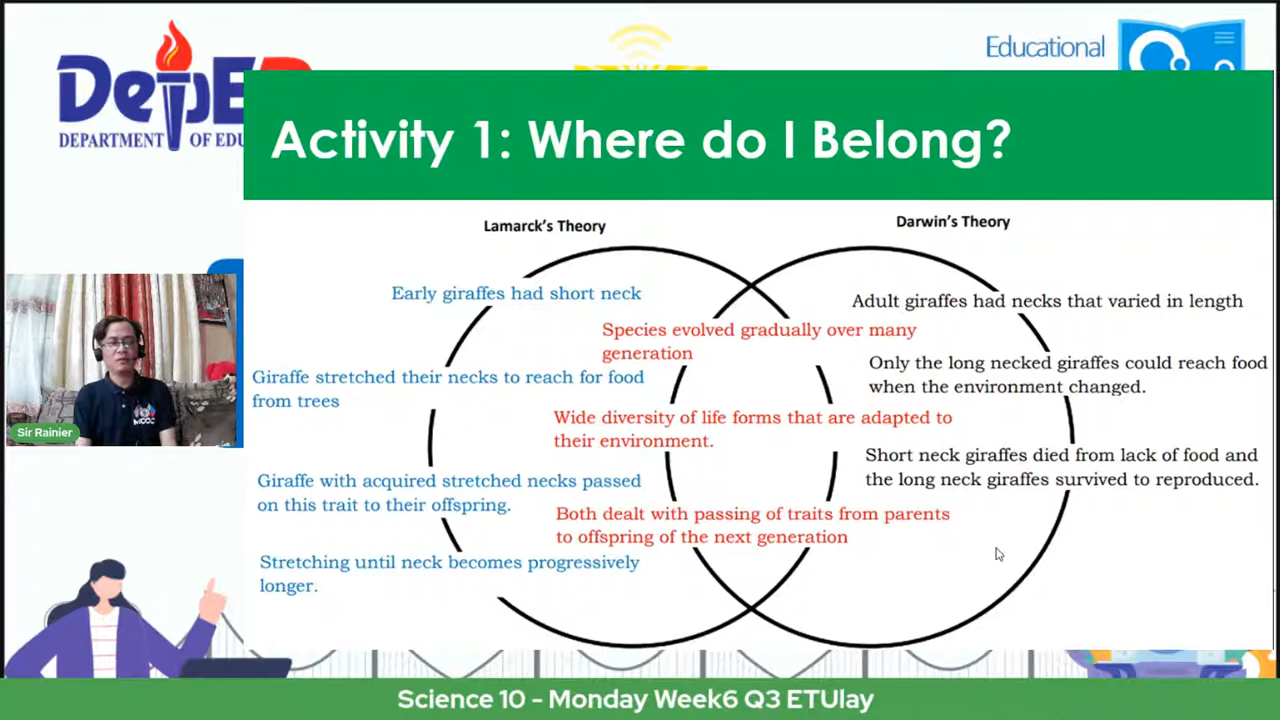 DepED
DEPARTMENT OF EDU
Educational
Activity 1: Where do I Belong?
Lamarck's Theory
Darwin's Theory
Early giraffes had short neck
Giraffe stretched their necks to reach for food
from trees
Giraffe with acquired stretched necks passed
on this trait to their offspring.
Stretching until neck becomes progressively
longer.
Species evolved gradually over many
generation
Wide diversity of life forms that are adapted to
their environment.
Both dealt with passing of traits from parents
to offspring of the next generation
Adult giraffes had necks that varied in length
Only the long necked giraffes could reach food
when the environment changed.
Short neck giraffes died from lack of food and
the long neck giraffes survived to reproduced.
Sir Rainier
Science 10 - Monday Week6 Q3 ETUlay